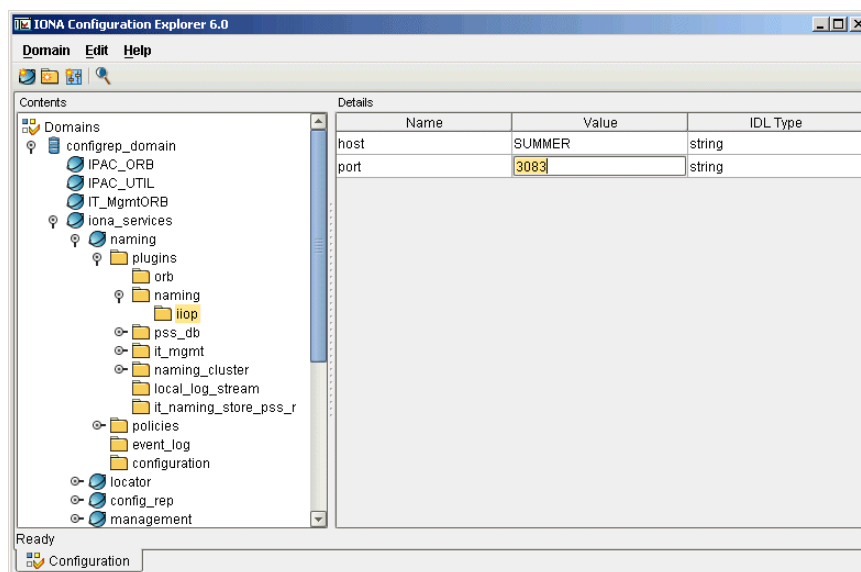 IONA Configuration Explorer 6.0
Domain Edit Help
Contents
Details
Domains
configrep_domain
IPAC_ORB
IPAC_UTIL
IT_MgmtORB
iona_services
naming
plugins
orb
naming
iiop
pss_db
it_mgmt
naming_cluster
local_log_stream
it_naming_store_pss_r
policies
event_log
configuration
locator
config_rep
management
Name Value IDL Type
host SUMMER string
port 3083 string
Ready
Configuration